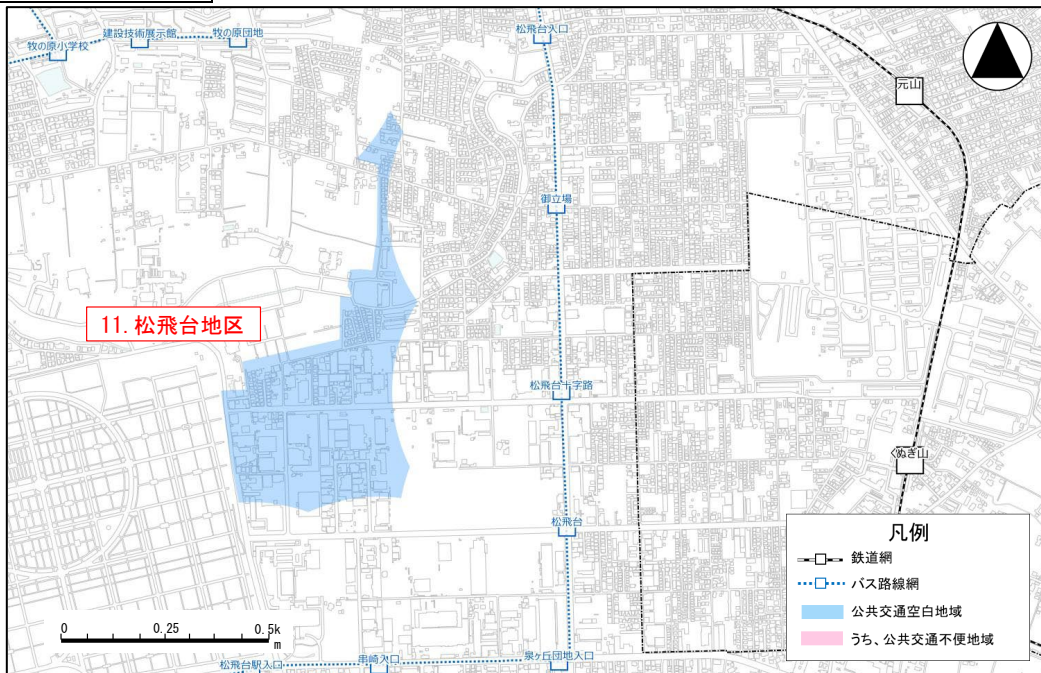 建設技術展示館
牧の原団地
牧の原小学校
松飛台入口
元山
御立場
11. 松飛台地区
松飛台十字路
くぬぎ山
松飛台
凡例
鉄道網
バス路線網
公共交通空白地域
うち、公共交通不便地域
0 0.25 0.5k
m
松飛台駅入口
串崎入口
泉ヶ丘団地入口